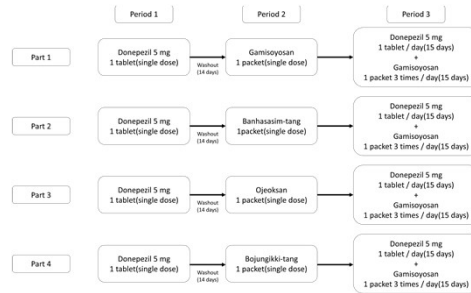 Period 1
Period 2
Period 3
Part 1
Donepezil 5 mg
1 tablet(single dose)
Washout
(14 days)
Gamisoyosan
1 packet(single dose)
Donepezil 5 mg
1 tablet / day(15 days)
+
Gamisoyosan
1 packet 3 times / day(15 days)
Part 2
Donepezil 5 mg
1 tablet(single dose)
Washout
(14 days)
Banhasasim-tang
1packet(single dose)
Donepezil 5 mg
1 tablet / day(15 days)
+
Gamisoyosan
1 packet 3 times / day(15 days)
Part 3
Donepezil 5 mg
1 tablet(single dose)
Washout
(14 days)
Ojeoksan
1 packet(single dose)
Donepezil 5 mg
1 tablet / day(15 days)
+
Gamisoyosan
1 packet 3 times / day(15 days)
Part 4
Donepezil 5 mg
1 tablet(single dose)
Washout
(14 days)
Bojungikki-tang
1 packet(single dose)
Donepezil 5 mg
1 tablet / day(15 days)
+
Gamisoyosan
1 packet 3 times / day(15 days)